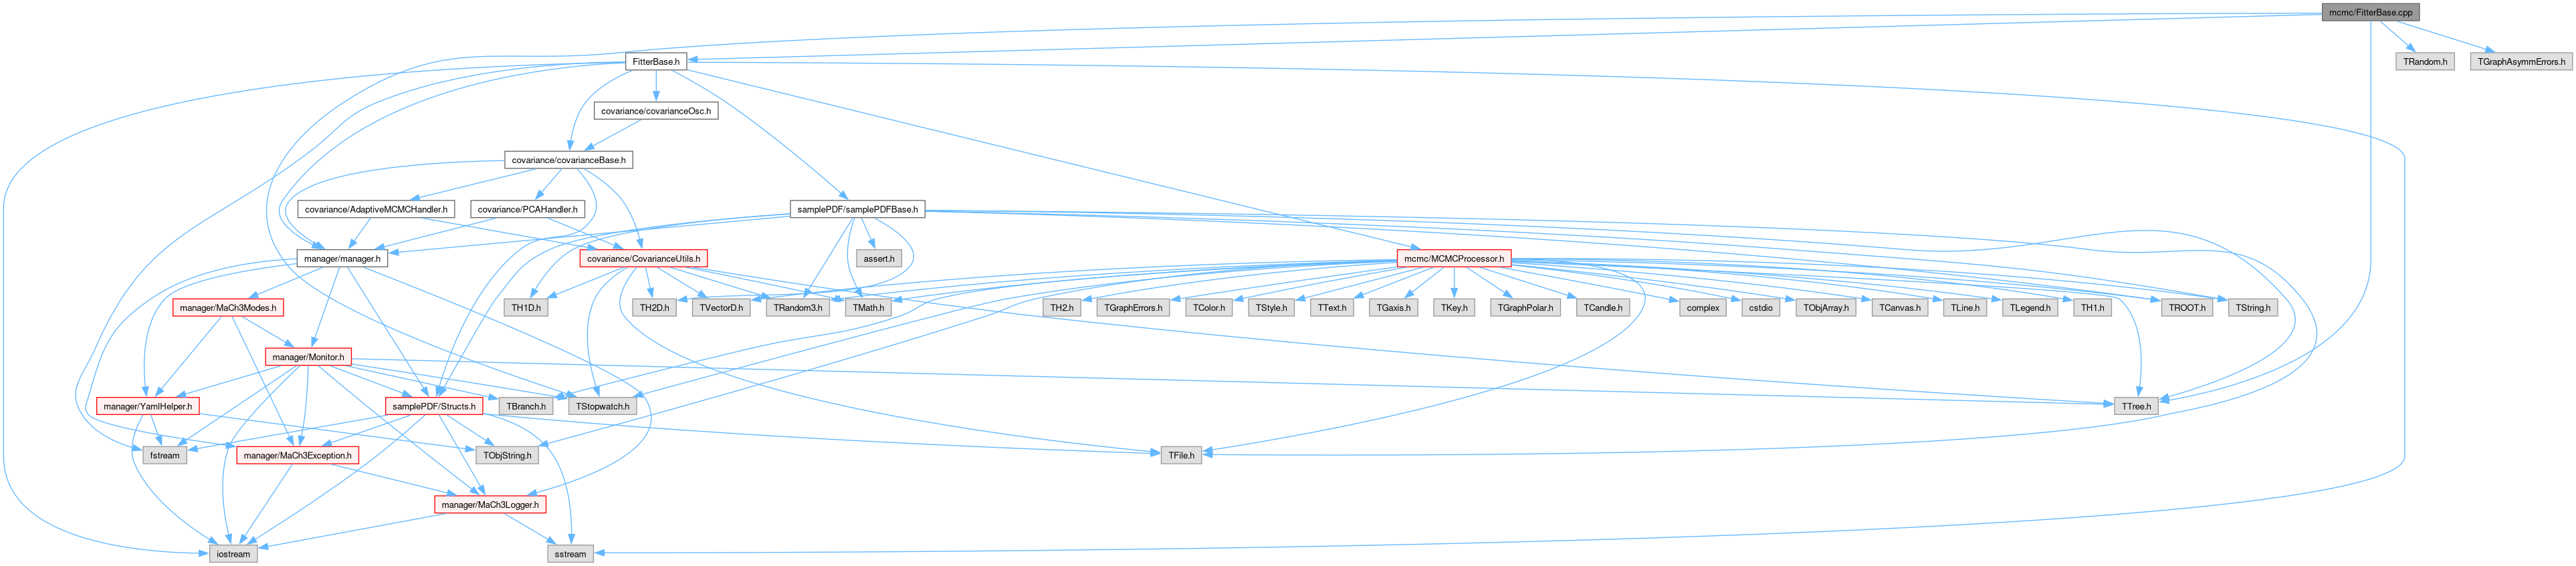 mcmc/FitterBase.cpp
FitterBase.h
TRandom.h
TGraphAsymmErrors.h
covariance/covarianceOsc.h
covariance/covarianceBase.h
covariance/AdaptiveMCMCHandler.h
covariance/PCAHandler.h
samplePDF/samplePDFBase.h
manager/manager.h
covariance/CovarianceUtils.h
assert.h
mcmc/MCMCProcessor.h
manager/MaCh3Modes.h
TH1D.h
TH2D.h
TVectorD.h
TRandom3.h
TMath.h
TH2.h
TGraphErrors.h
TColor.h
TStyle.h
TText.h
TGaxis.h
TKey.h
TGraphPolar.h
TCandle.h
complex
cstdio
TObjArray.h
TCanvas.h
TLine.h
TLegend.h
TH1.h
TROOT.h
TString.h
manager/Monitor.h
manager/YamlHelper.h
samplePDF/Structs.h
TBranch.h
TStopwatch.h
TTree.h
fstream
manager/MaCh3Exception.h
TObjString.h
TFile.h
manager/MaCh3Logger.h
iostream
sstream